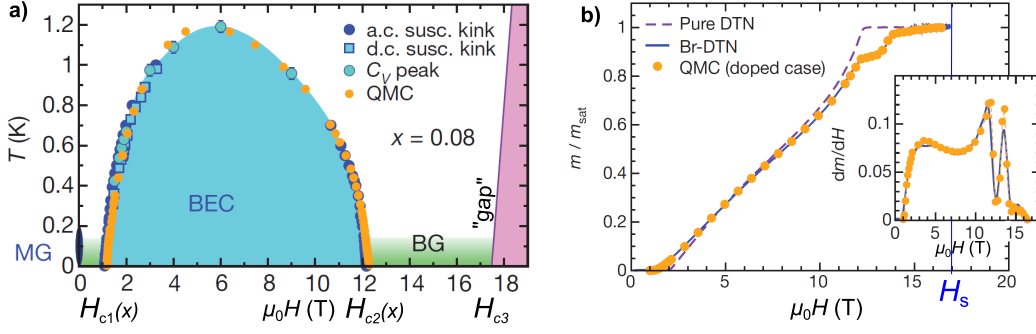 a)
T (K)
1.2
1
0.8
0.6
0.4
0.2
0
a.c. susc. kink
d.c. susc. kink
C_V peak
QMC
x = 0.08
BEC
BG
MG
"gap"
0 2 4 6 8 10 12 14 16 18
H_c1(x) μ₀H (T) H_c2(x) H_c3
b)
m / m_sat
1
0.8
0.6
0.4
0.2
0
Pure DTN
Br-DTN
QMC (doped case)
dm/dH
0.1
0.05
0
0 5 10 15
μ₀H (T)
0 5 10 15 20
μ₀H (T) H_s